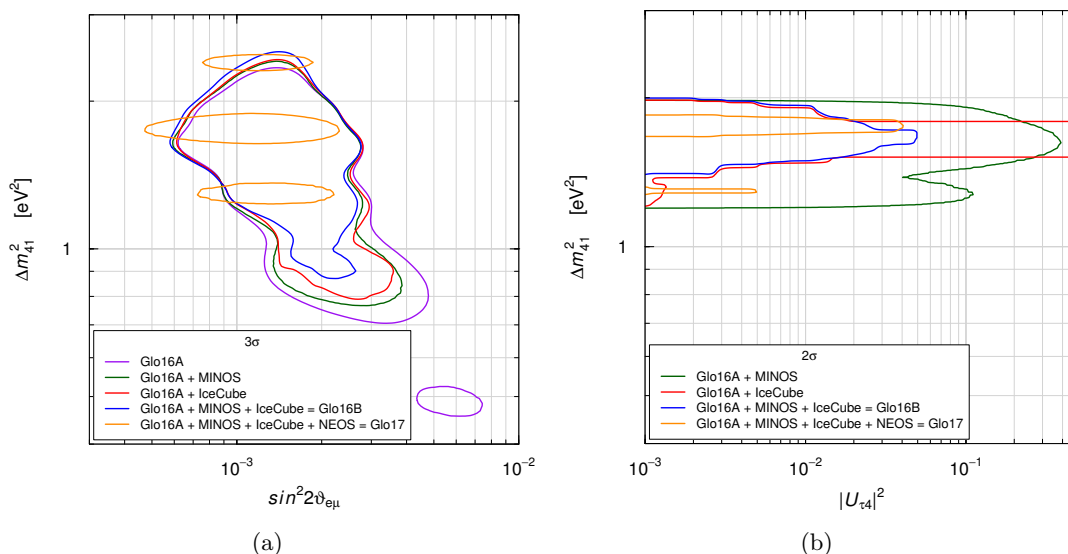 Δm²₄₁ [eV²]
1
10⁻³
10⁻²
sin²2ϑeμ
3σ
Glo16A
Glo16A + MINOS
Glo16A + IceCube
Glo16A + MINOS + IceCube = Glo16B
Glo16A + MINOS + IceCube + NEOS = Glo17
(a)
Δm²₄₁ [eV²]
1
10⁻³
10⁻²
10⁻¹
|Uτ4|²
2σ
Glo16A + MINOS
Glo16A + IceCube
Glo16A + MINOS + IceCube = Glo16B
Glo16A + MINOS + IceCube + NEOS = Glo17
(b)